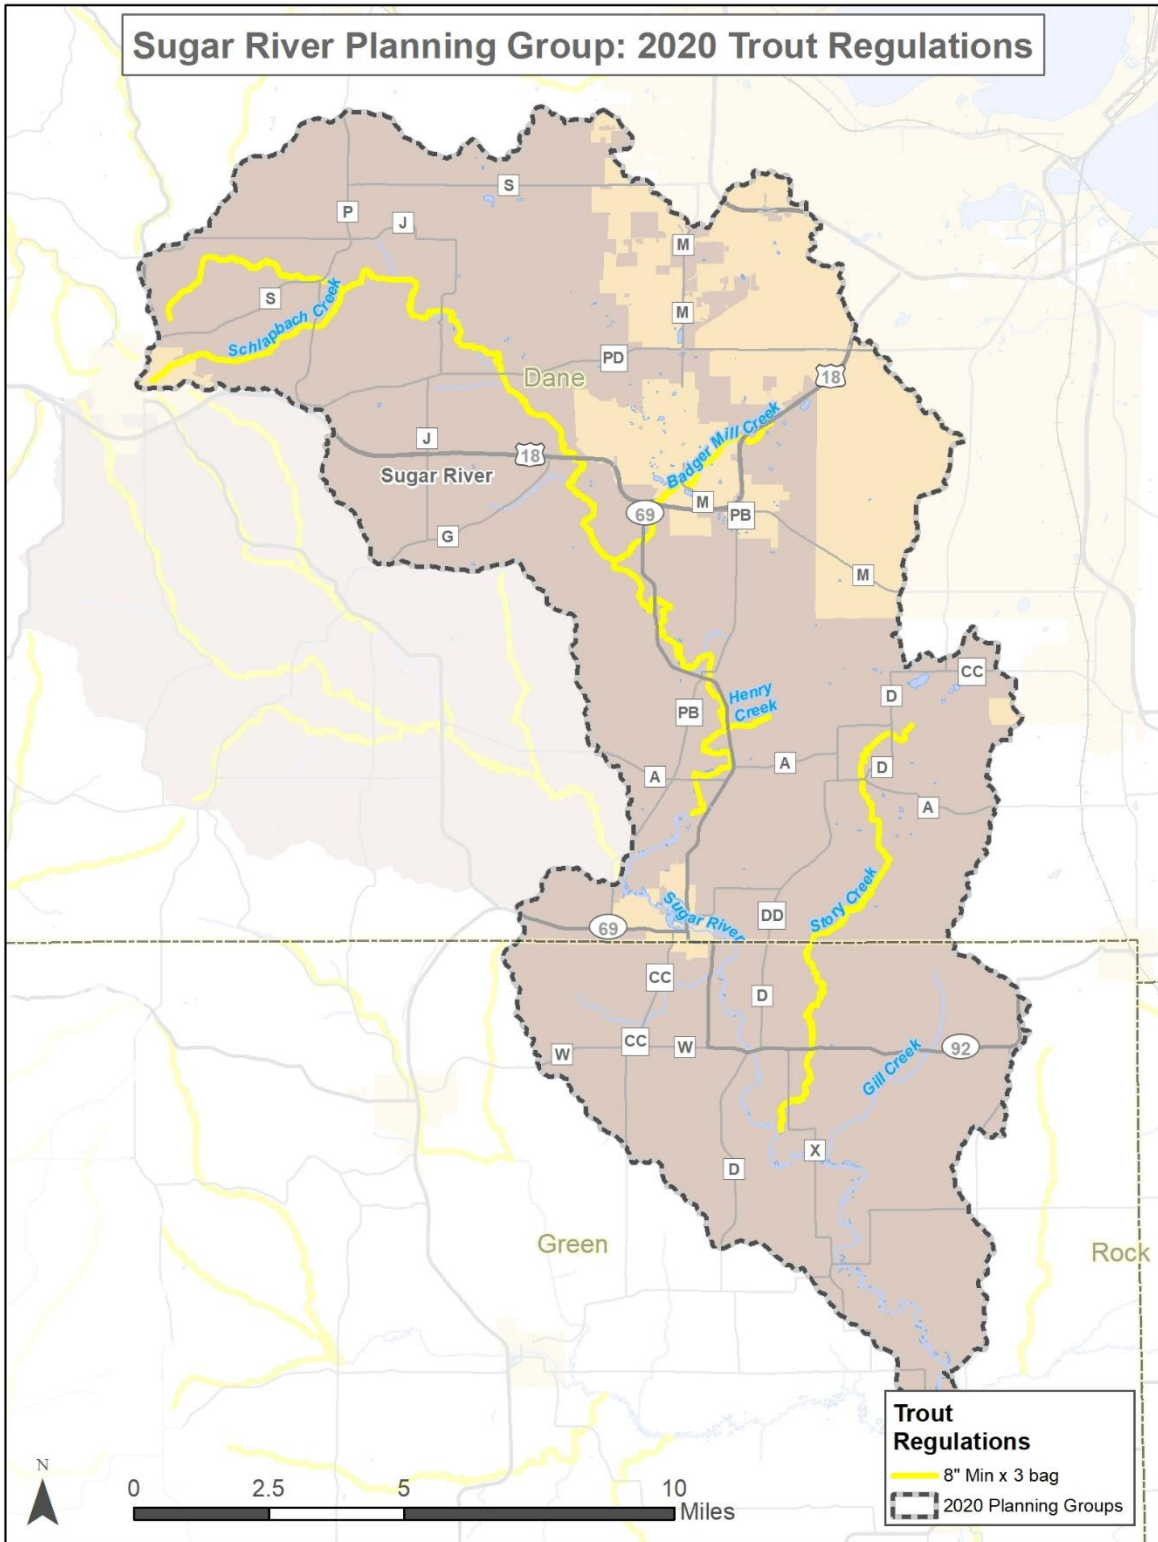 Sugar River Planning Group: 2020 Trout Regulations
S
P
J
M
S
M
Schlapbach Creek
PD
Dane
18
J
18
Badger Mill Creek
Sugar River
M
69
PB
G
M
CC
D
Henry
Creek
PB
A
D
A
A
Story Creek
Sugar River
DD
69
CC
D
CC
W
W
92
Gill Creek
X
D
Green
Rock
Trout
Regulations
8" Min x 3 bag
2020 Planning Groups
N
0 2.5 5 10
Miles